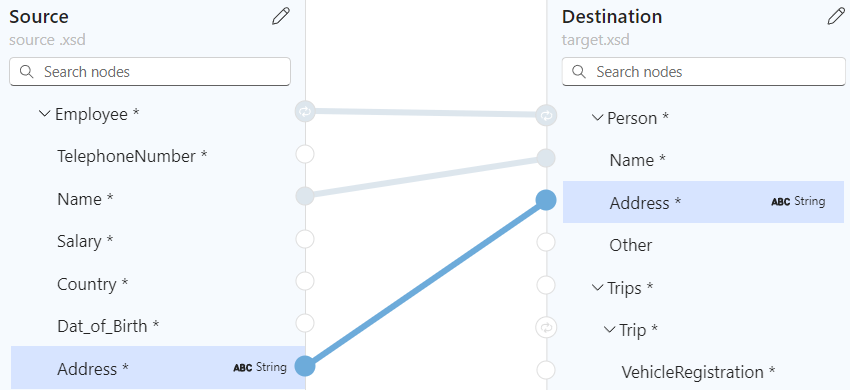 Source
source .xsd
Search nodes
Employee *
TelephoneNumber *
Name *
Salary *
Country *
Dat_of_Birth *
Address *
ABC String
Destination
target.xsd
Search nodes
Person *
Name *
Address *
ABC String
Other
Trips *
Trip *
VehicleRegistration *